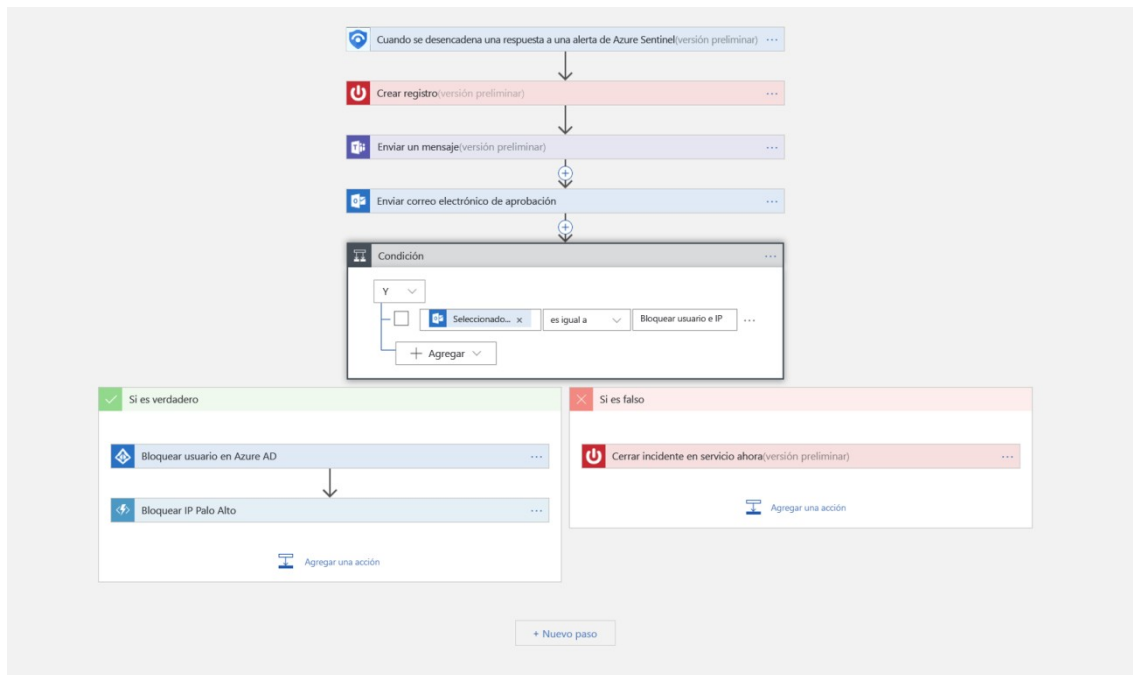 Cuando se desencadena una respuesta a una alerta de Azure Sentinel(versión preliminar) ...
Crear registro(versión preliminar) ...
Enviar un mensaje(versión preliminar) ...
Enviar correo electrónico de aprobación ...
Condición ...
Y
Seleccionado... x es igual a Bloquear usuario e IP ...
+ Agregar
Si es verdadero
Bloquear usuario en Azure AD ...
Bloquear IP Palo Alto ...
Agregar una acción
Si es falso
Cerrar incidente en servicio ahora(versión preliminar) ...
Agregar una acción
+ Nuevo paso